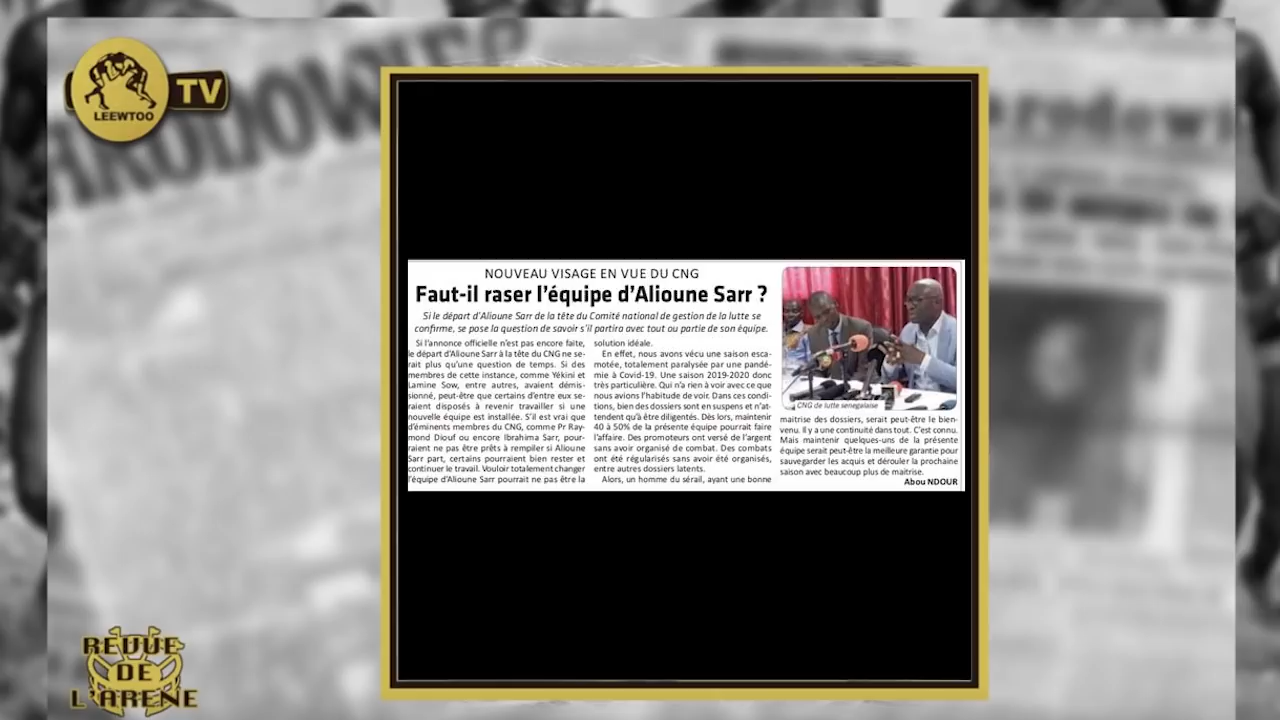 LEEWTOO
TV
NOUVEAU VISAGE EN VUE DU CNG
Faut-il raser l'équipe d'Alioune Sarr ?
Si le départ d'Alioune Sarr de la tête du Comité national de gestion de la lutte se
confirme, se pose la question de savoir s'il partira avec tout ou partie de son équipe.
Si l'annonce officielle n'est pas encore faite,
le départ d'Alioune Sarr à la tête du CNG ne se-
rait plus qu'une question de temps. Si des
membres de cette instance, comme Yékini et
Lamine Sow, entre autres, avaient démis-
sionné, peut-être que certains d'entre eux se-
raient disposés à revenir travailler si une
nouvelle équipe est installée. S'il est vrai que
d'éminents membres du CNG, comme Pr Ray-
mond Diouf ou encore Ibrahima Sarr, pour-
raient ne pas être prêts à rempiler si Alioune
Sarr part, certains pourraient bien rester et
continuer le travail. Vouloir totalement changer
l'équipe d'Alioune Sarr pourrait ne pas être la
solution idéale.
En effet, nous avons vécu une saison esca-
motée, totalement paralysée par une pandé-
mie à Covid-19. Une saison 2019-2020 donc
très particulière. Qui n'a rien à voir avec ce que
nous avions l'habitude de voir. Dans ces condi-
tions, bien des dossiers sont en suspens et n'at-
tendent qu'à être diligentés. Dès lors, maintenir
40 à 50% de la présente équipe pourrait faire
l'affaire. Des promoteurs ont versé de l'argent
sans avoir organisé de combat. Des combats
ont été régularisés sans avoir été organisés,
entre autres dossiers latents.
Alors, un homme du sérail, ayant une bonne
CNG de lutte senegalaise
maitrise des dossiers, serait peut-être le bien-
venu. Il y a une continuité dans tout. C'est connu.
Mais maintenir quelques-uns de la présente
équipe serait peut-être la meilleure garantie pour
sauvegarder les acquis et dérouler la prochaine
saison avec beaucoup plus de maitrise.
Abou NDOUR
REVUE
DE
L'ARENE